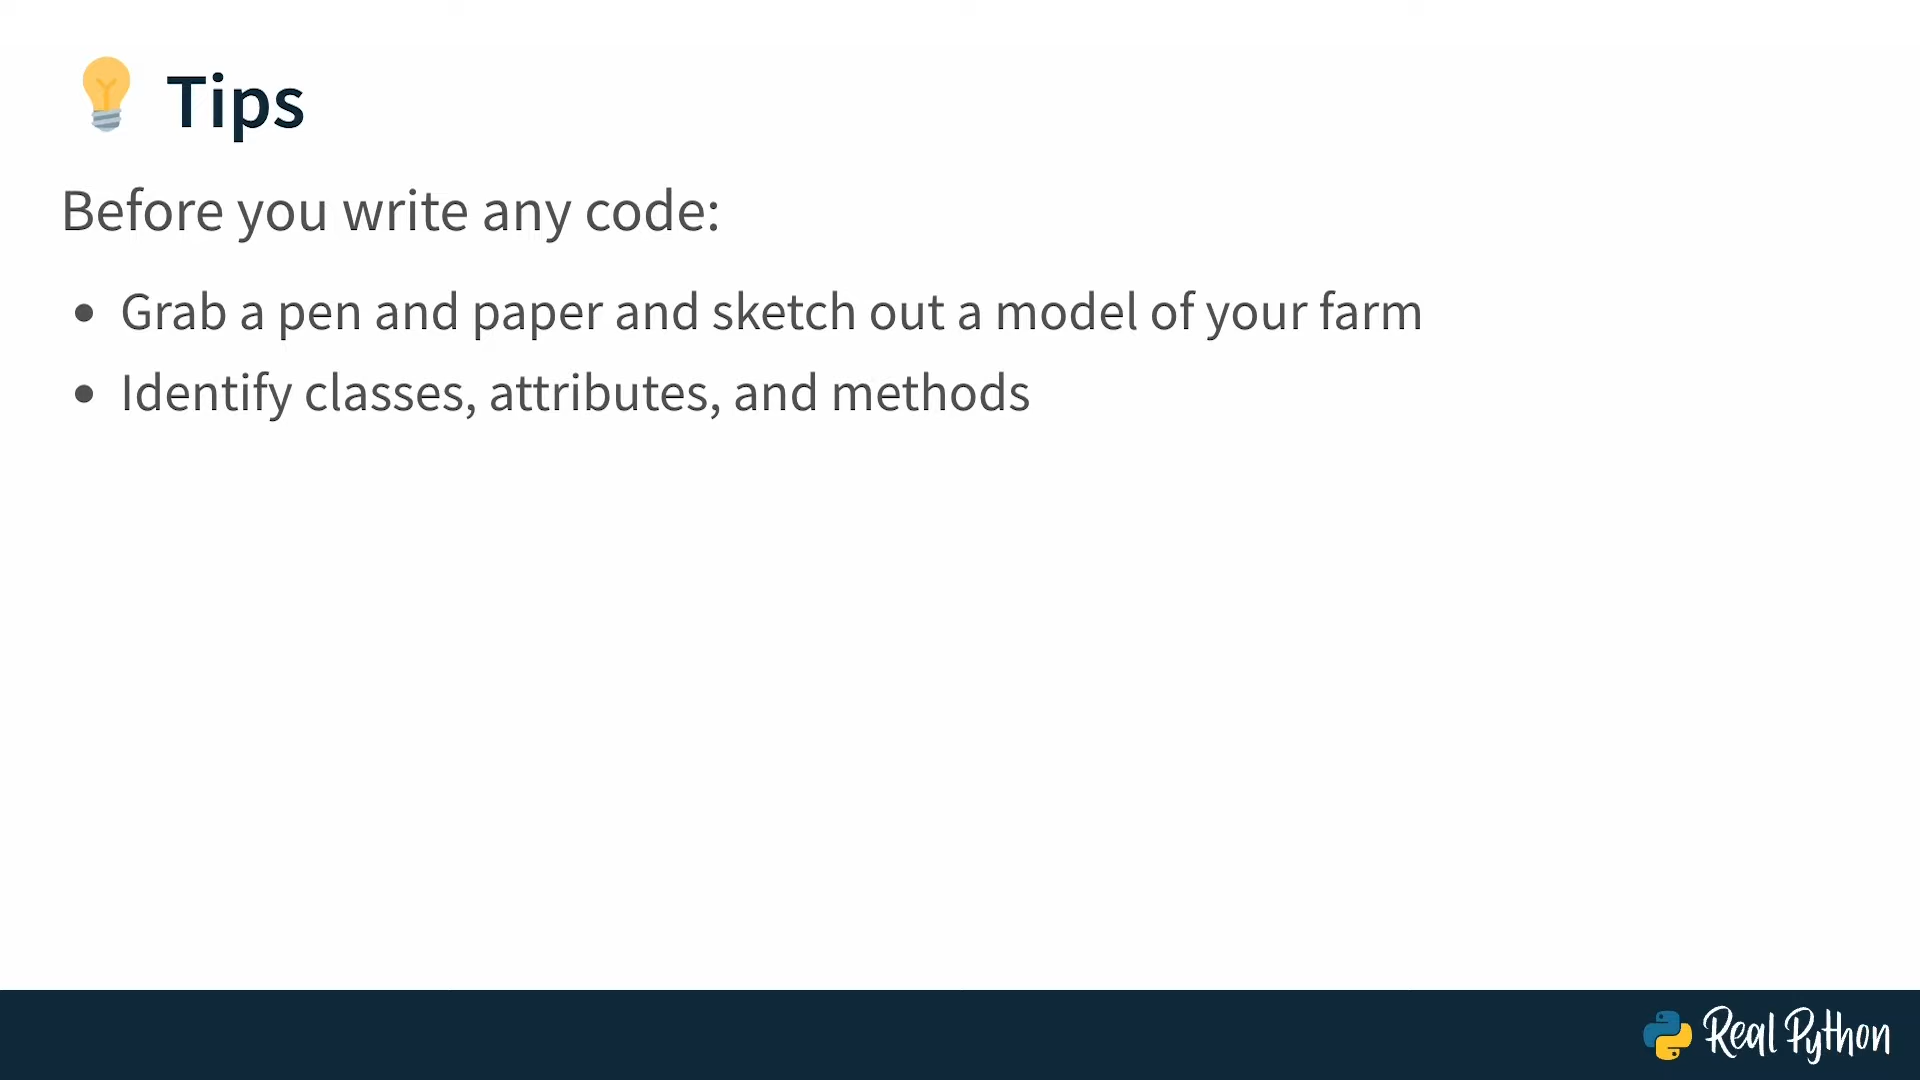 Tips
Before you write any code:
• Grab a pen and paper and sketch out a model of your farm
• Identify classes, attributes, and methods
Real Python